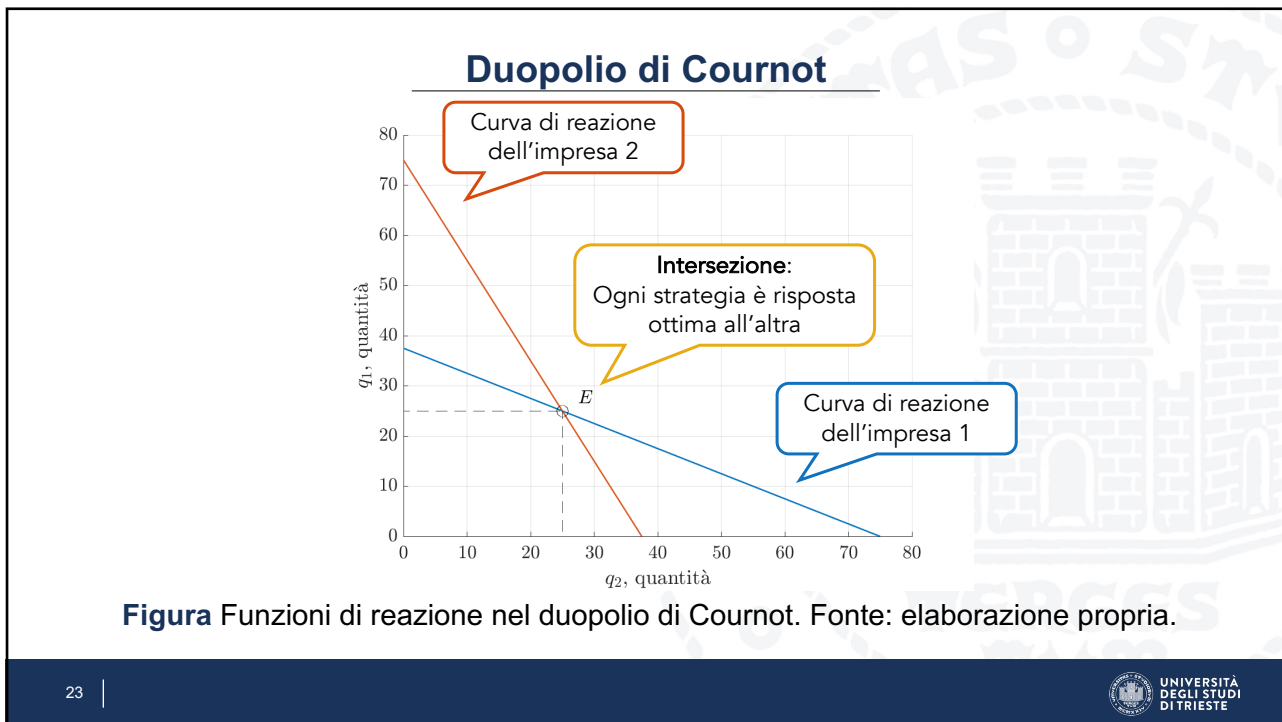 Duopolio di Cournot
Curva di reazione
dell'impresa 2
Intersezione:
Ogni strategia è risposta
ottima all'altra
Curva di reazione
dell'impresa 1
E
q₁, quantità
80
70
60
50
40
30
20
10
0
0 10 20 30 40 50 60 70 80
q₂, quantità
Figura Funzioni di reazione nel duopolio di Cournot. Fonte: elaborazione propria.
23
UNIVERSITÀ
DEGLI STUDI
DI TRIESTE